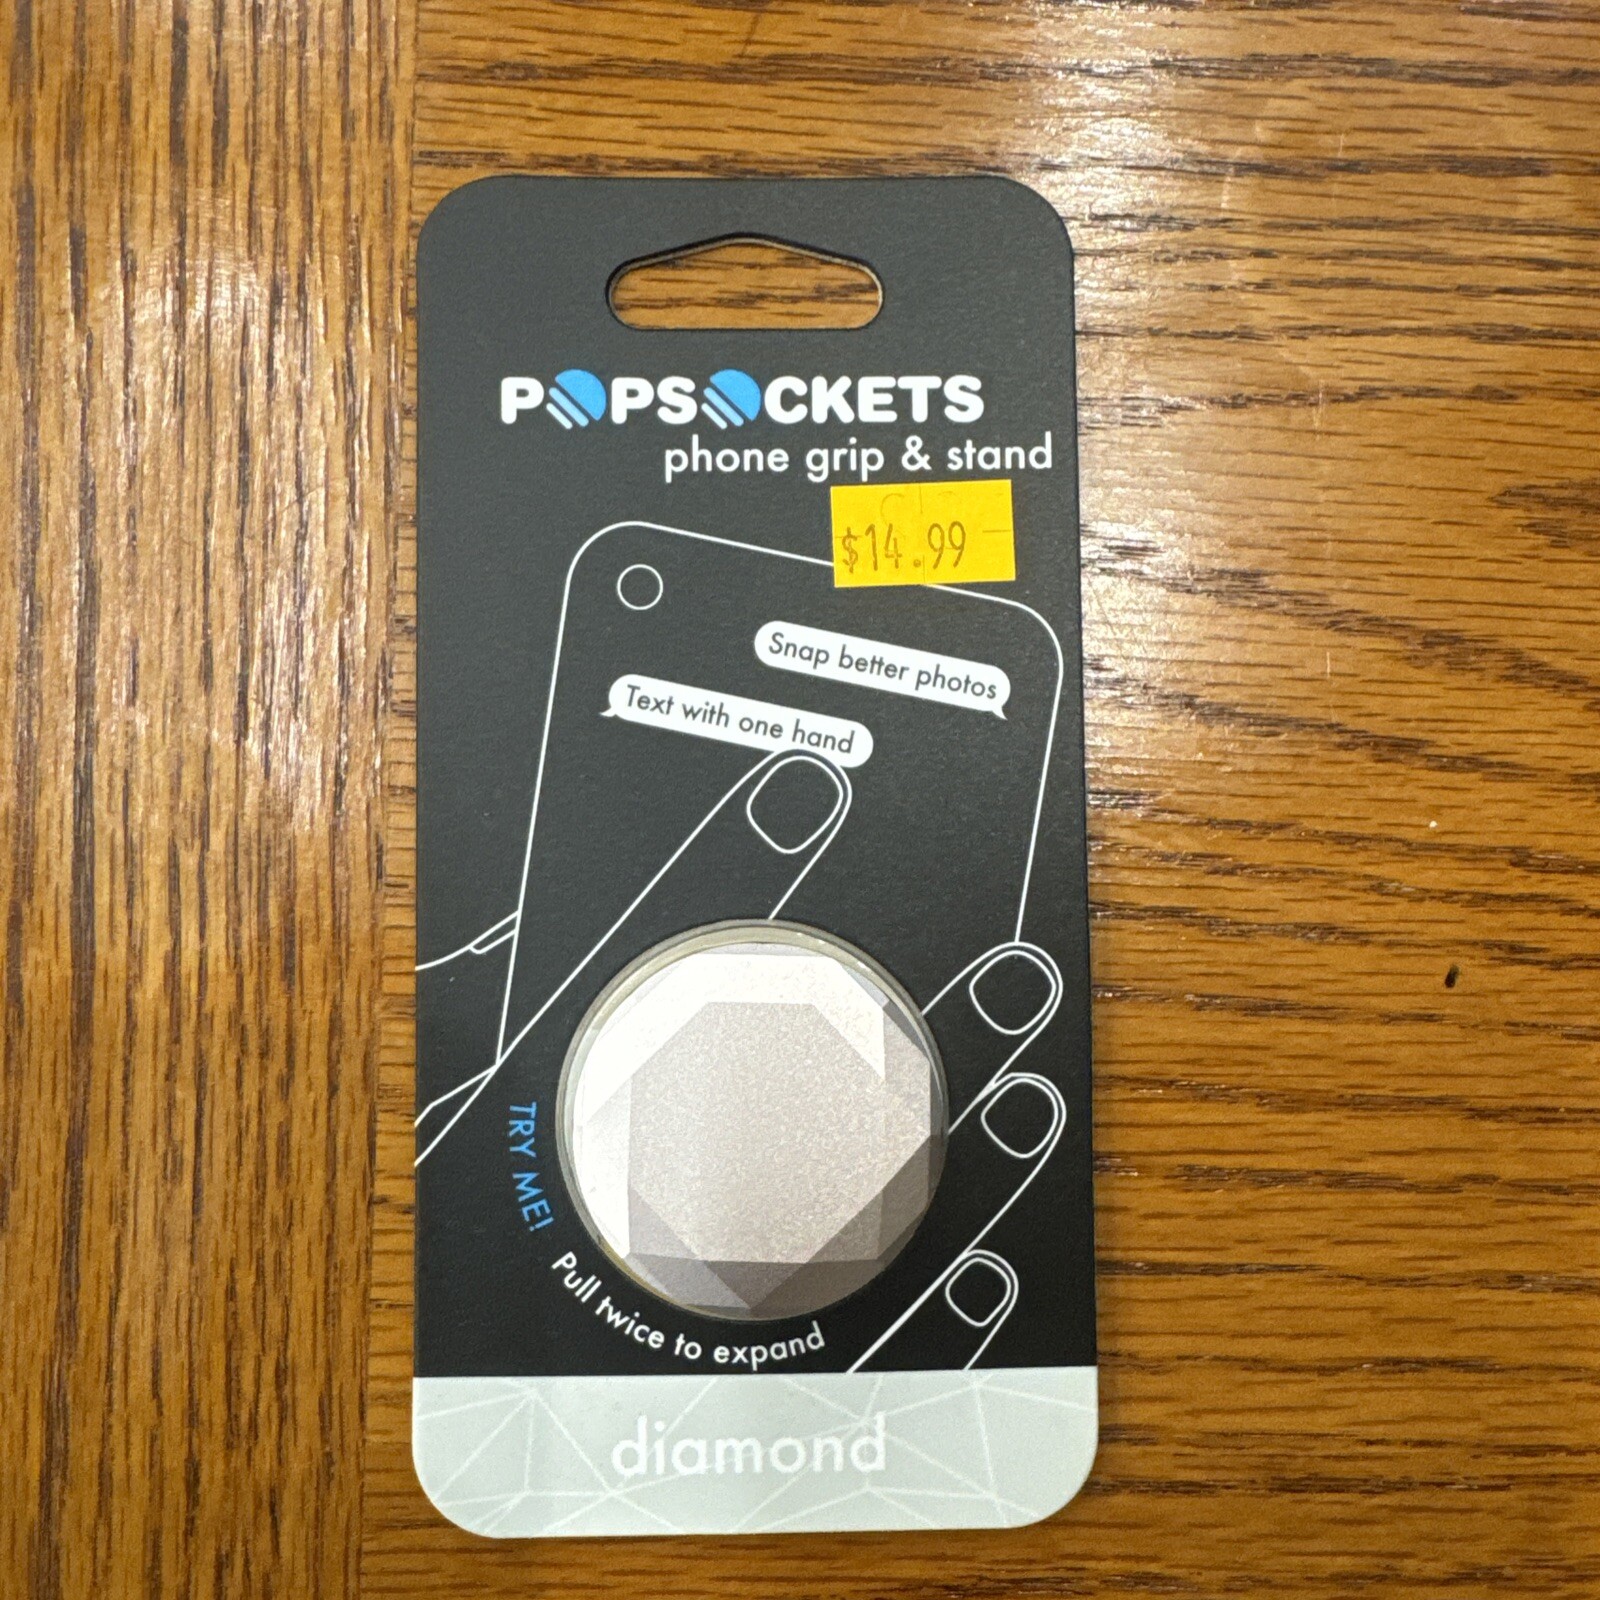 POPSOCKETS
phone grip & stand
$14.99
Snap better photos
Text with one hand
TRY ME!
Pull twice to expand
diamond